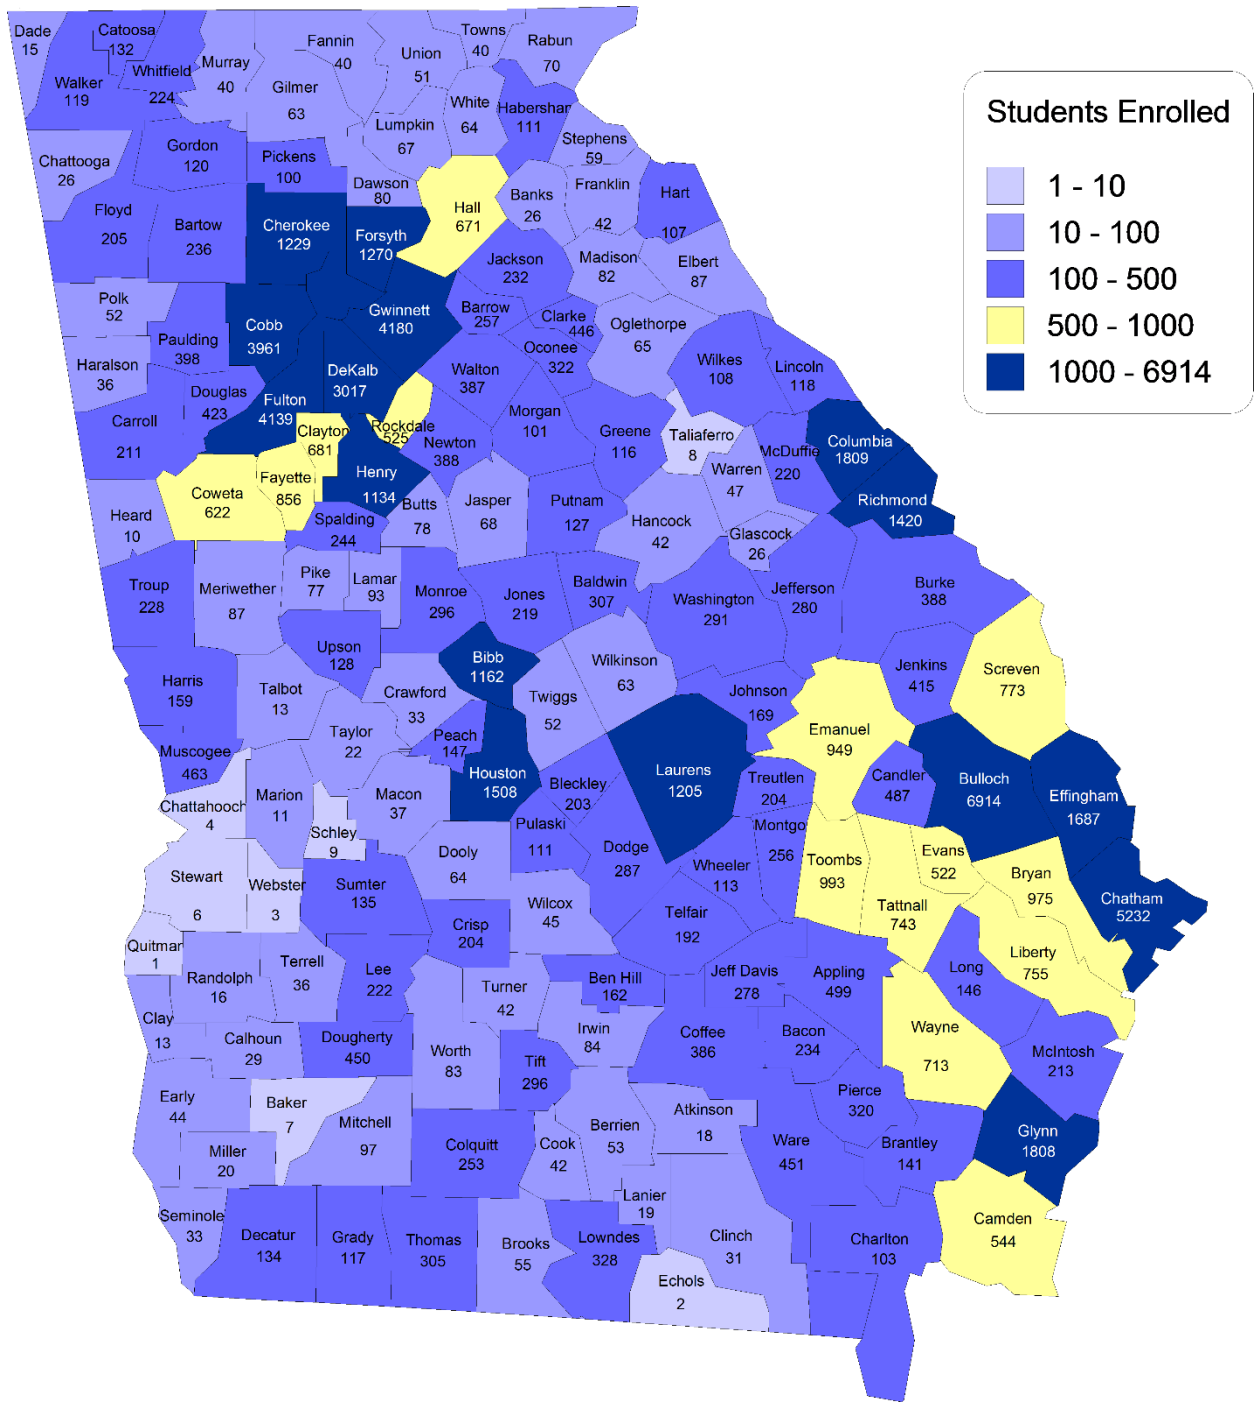 Students Enrolled
1 - 10
10 - 100
100 - 500
500 - 1000
1000 - 6914
Dade
15
Catoosa
132
Walker
119
Whitfield
224
Murray
40
Fannin
40
Gilmer
63
Union
51
Towns
40
Rabun
70
White
64
Habershar
111
Lumpkin
67
Stephens
59
Chattooga
26
Gordon
120
Pickens
100
Dawson
80
Hall
671
Banks
26
Franklin
42
Hart
107
Floyd
205
Bartow
236
Cherokee
1229
Forsyth
1270
Jackson
232
Madison
82
Elbert
87
Polk
52
Paulding
398
Cobb
3961
Gwinnett
4180
Barrow
257
Clarke
446
Oconee
322
Oglethorpe
65
Haralson
36
Douglas
423
Fulton
4139
DeKalb
3017
Walton
387
Morgan
101
Greene
116
Wilkes
108
Lincoln
118
Carroll
211
Clayton
681
Rockdale
525
Newton
388
Taliaferro
8
McDuffie
220
Columbia
1809
Richmond
1420
Warren
47
Coweta
622
Fayette
856
Henry
1134
Heard
10
Spalding
244
Butts
78
Jasper
68
Putnam
127
Hancock
42
Glascock
26
Troup
228
Meriwether
87
Pike
77
Lamar
93
Monroe
296
Jones
219
Baldwin
307
Washington
291
Jefferson
280
Burke
388
Upson
128
Bibb
1162
Wilkinson
63
Jenkins
415
Screven
773
Harris
159
Talbot
13
Crawford
33
Twiggs
52
Johnson
169
Emanuel
949
Taylor
22
Peach
147
Muscogee
463
Houston
1508
Bleckley
203
Laurens
1205
Treutlen
204
Candler
487
Bulloch
6914
Effingham
1687
Chattahooch
4
Marion
11
Schley
9
Macon
37
Pulaski
111
Montgo
256
Dooly
64
Dodge
287
Wheeler
113
Toombs
993
Evans
522
Bryan
975
Stewart
6
Webster
3
Sumter
135
Crisp
204
Wilcox
45
Telfair
192
Tattnall
743
Chatham
5232
Quitmar
1
Randolph
16
Terrell
36
Lee
222
Turner
42
Ben Hill
162
Jeff Davis
278
Appling
499
Long
146
Liberty
755
Clay
13
Calhoun
29
Dougherty
450
Worth
83
Tift
296
Irwin
84
Coffee
386
Bacon
234
Wayne
713
McIntosh
213
Early
44
Baker
7
Mitchell
97
Miller
20
Colquitt
253
Cook
42
Berrien
53
Atkinson
18
Pierce
320
Ware
451
Brantley
141
Glynn
1808
Seminole
33
Decatur
134
Grady
117
Thomas
305
Brooks
55
Lowndes
328
Lanier
19
Clinch
31
Echols
2
Charlton
103
Camden
544